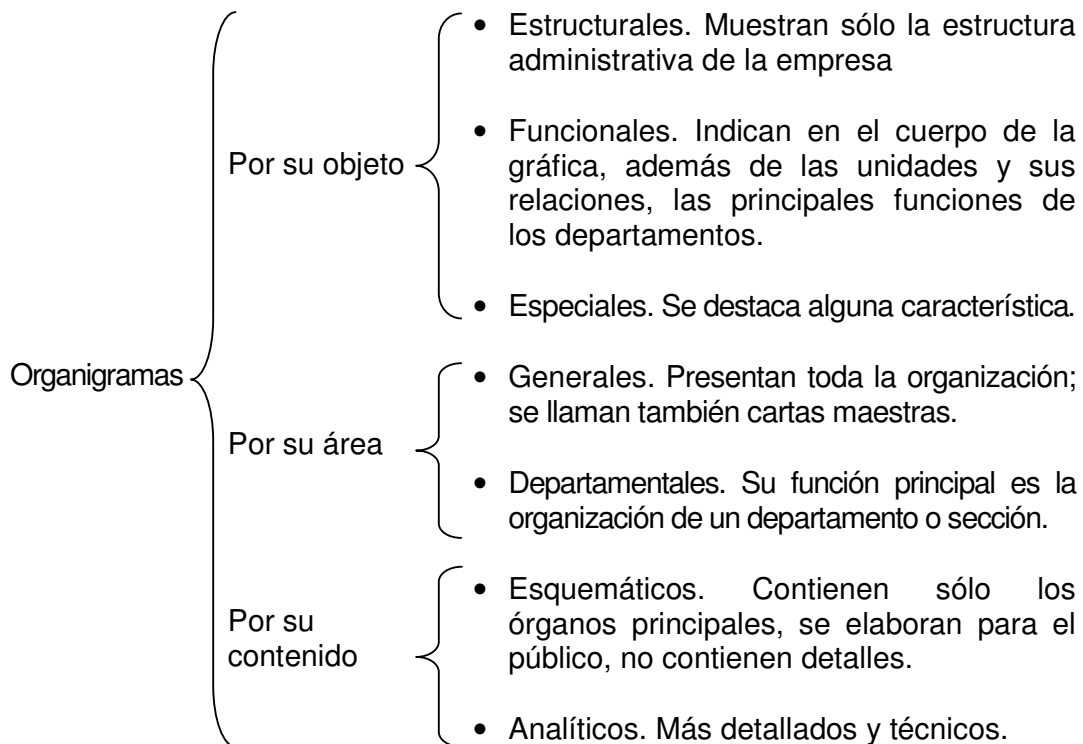 • Estructurales. Muestran sólo la estructura
administrativa de la empresa
• Funcionales. Indican en el cuerpo de la
gráfica, además de las unidades y sus
relaciones, las principales funciones de
los departamentos.
Por su objeto
• Especiales. Se destaca alguna característica.
Organigramas
• Generales. Presentan toda la organización;
se llaman también cartas maestras.
Por su área
• Departamentales. Su función principal es la
organización de un departamento o sección.
• Esquemáticos. Contienen sólo los
órganos principales, se elaboran para el
público, no contienen detalles.
Por su
contenido
• Analíticos. Más detallados y técnicos.